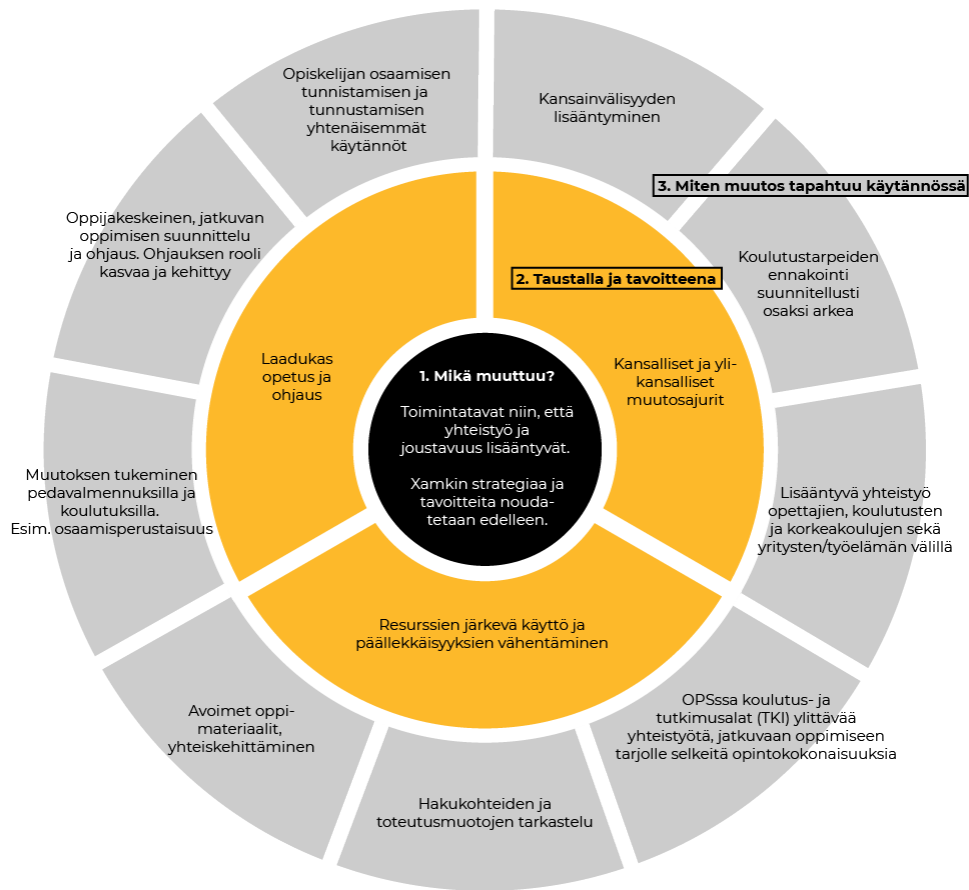 1. Mikä muuttuu?
Toimintatavat niin, että
yhteistyö ja
joustavuus lisääntyvät.
Xamkin strategiaa ja
tavoitteita nouda-
tetaan edelleen.
2. Taustalla ja tavoitteena
Kansalliset ja yli-
kansalliset
muutosajurit
Resurssien järkevä käyttö ja
päällekkäisyyksien vähentäminen
Laadukas
opetus ja
ohjaus
3. Miten muutos tapahtuu käytännössä
Kansainvälisyyden
lisääntyminen
Koulutustarpeiden
ennakointi
suunnitellusti
osaksi arkea
Lisääntyvä yhteistyö
opettajien, koulutusten
ja korkeakoulujen sekä
yritysten/työelämän välillä
OPSssa koulutus- ja
tutkimusalat (TKI) ylittävää
yhteistyötä, jatkuvaan oppimiseen
tarjolle selkeitä opintokokonaisuuksia
Hakukohteiden ja
toteutusmuotojen tarkastelu
Avoimet oppi-
materiaalit,
yhteiskehittäminen
Muutoksen tukeminen
pedavalmennuksilla ja
koulutuksilla.
Esim. osaamisperustaisuus
Oppijakeskeinen, jatkuvan
oppimisen suunnittelu
ja ohjaus. Ohjauksen rooli
kasvaa ja kehittyy
Opiskelijan osaamisen
tunnistamisen ja
tunnustamisen
yhtenäisemmät
käytännöt